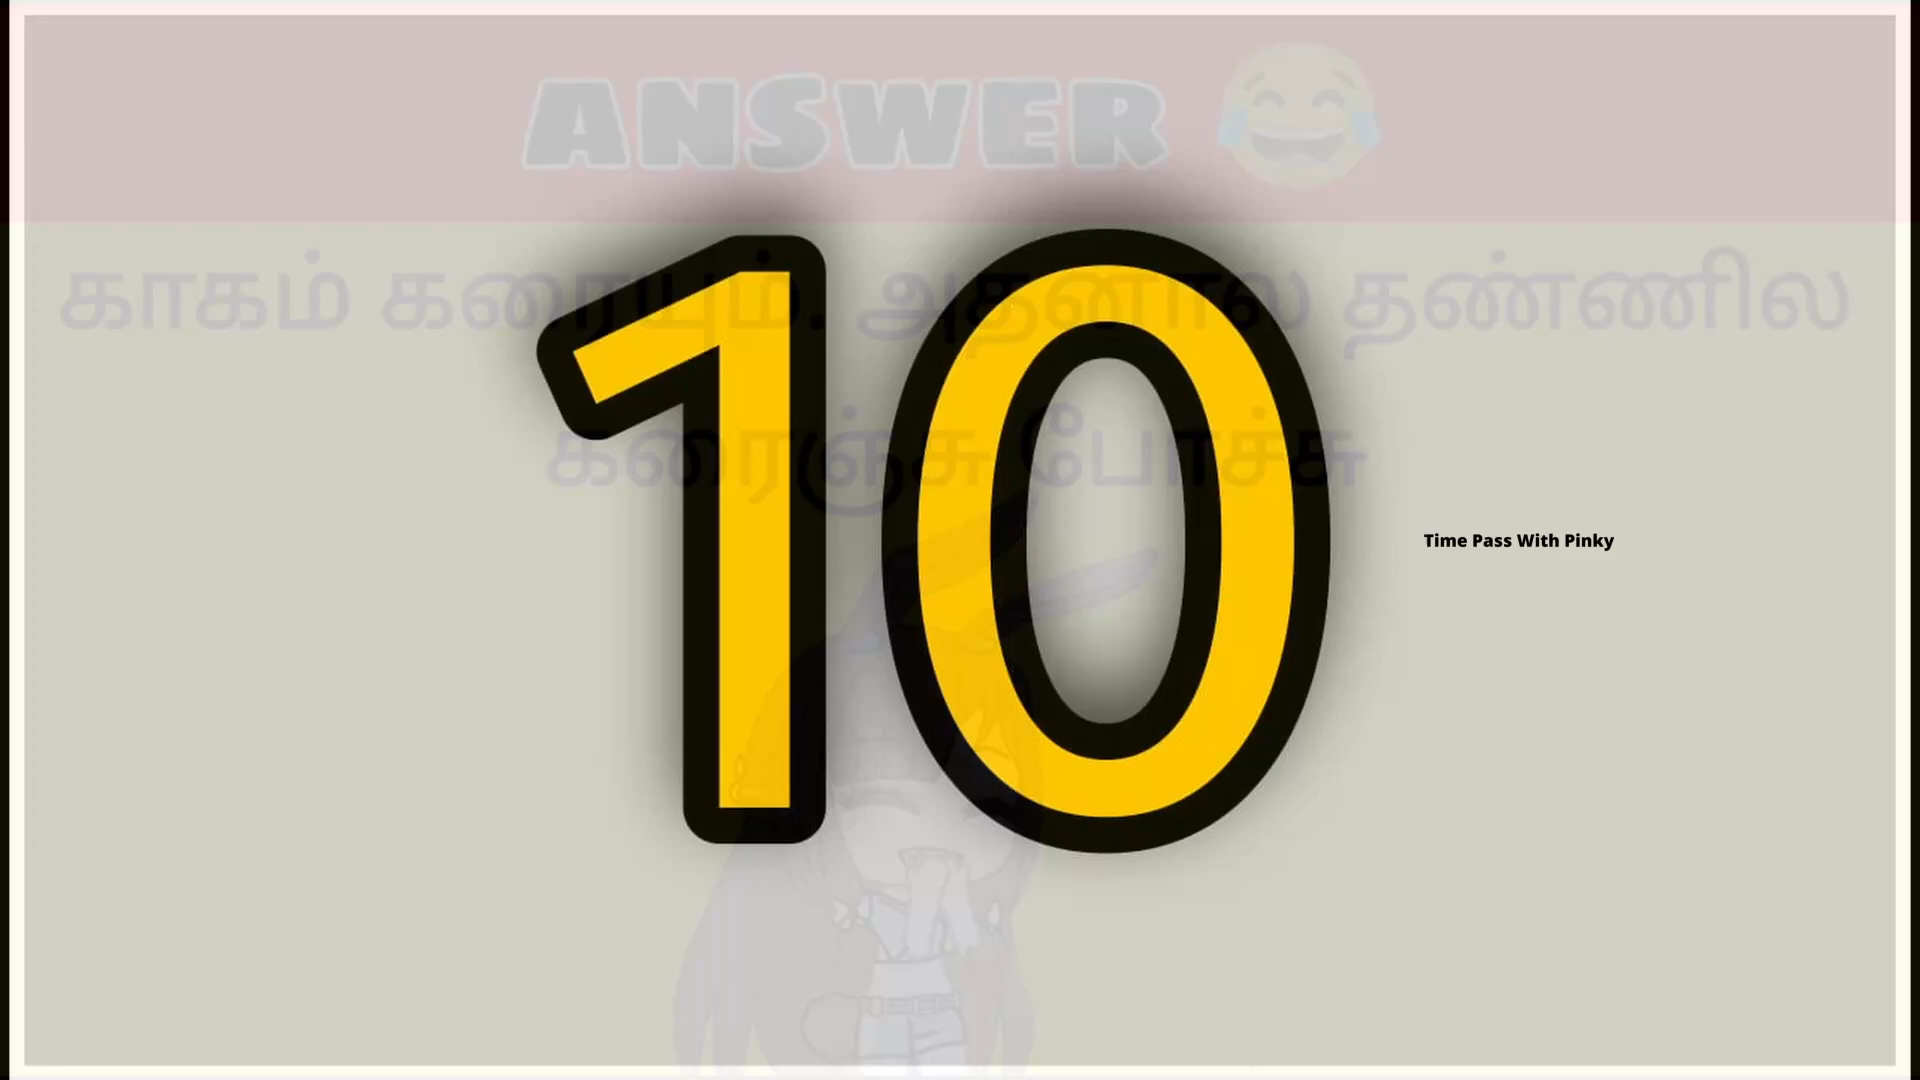 ANSWER
காகம் கரையும். அதனால தண்ணில
கரைஞ்சு போச்சு
10
Time Pass With Pinky